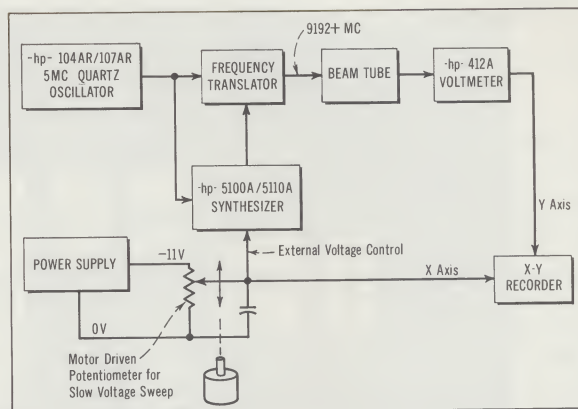 -hp- 104AR/107AR
5MC QUARTZ
OSCILLATOR
FREQUENCY
TRANSLATOR
9192+ MC
BEAM TUBE
-hp- 412A
VOLTMETER
-hp- 5100A/5110A
SYNTHESIZER
Y Axis
External Voltage Control
POWER SUPPLY
-11V
X Axis
X-Y
RECORDER
0V
Motor Driven
Potentiometer for
Slow Voltage Sweep